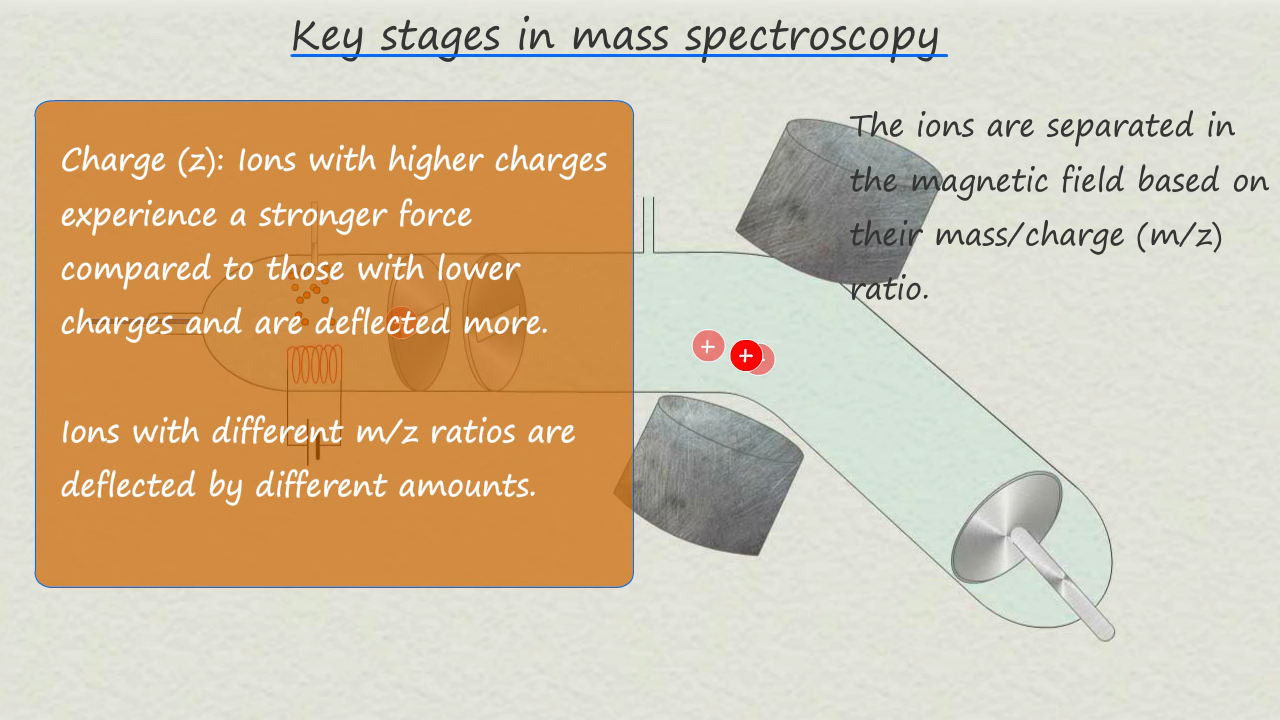 Key stages in mass spectroscopy
Charge (z): Ions with higher charges
experience a stronger force
compared to those with lower
charges and are deflected more.
Ions with different m/z ratios are
deflected by different amounts.
The ions are separated in
the magnetic field based on
their mass/charge (m/z)
ratio.
+
+